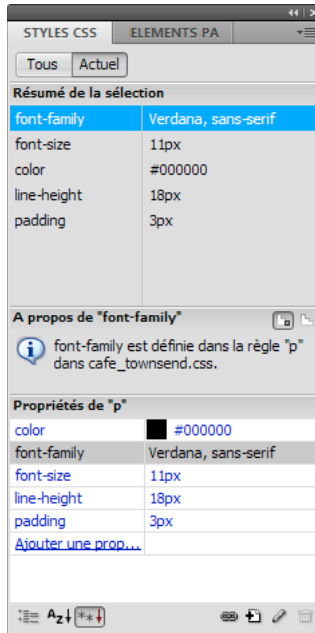 STYLES CSS ELEMENTS PA
Tous Actuel
Résumé de la sélection
font-family Verdana, sans-serif
font-size 11px
color #000000
line-height 18px
padding 3px
A propos de "font-family"
font-family est définie dans la règle "p"
dans cafe_townsend.css.
Propriétés de "p"
color #000000
font-family Verdana, sans-serif
font-size 11px
line-height 18px
padding 3px
Ajouter une prop...